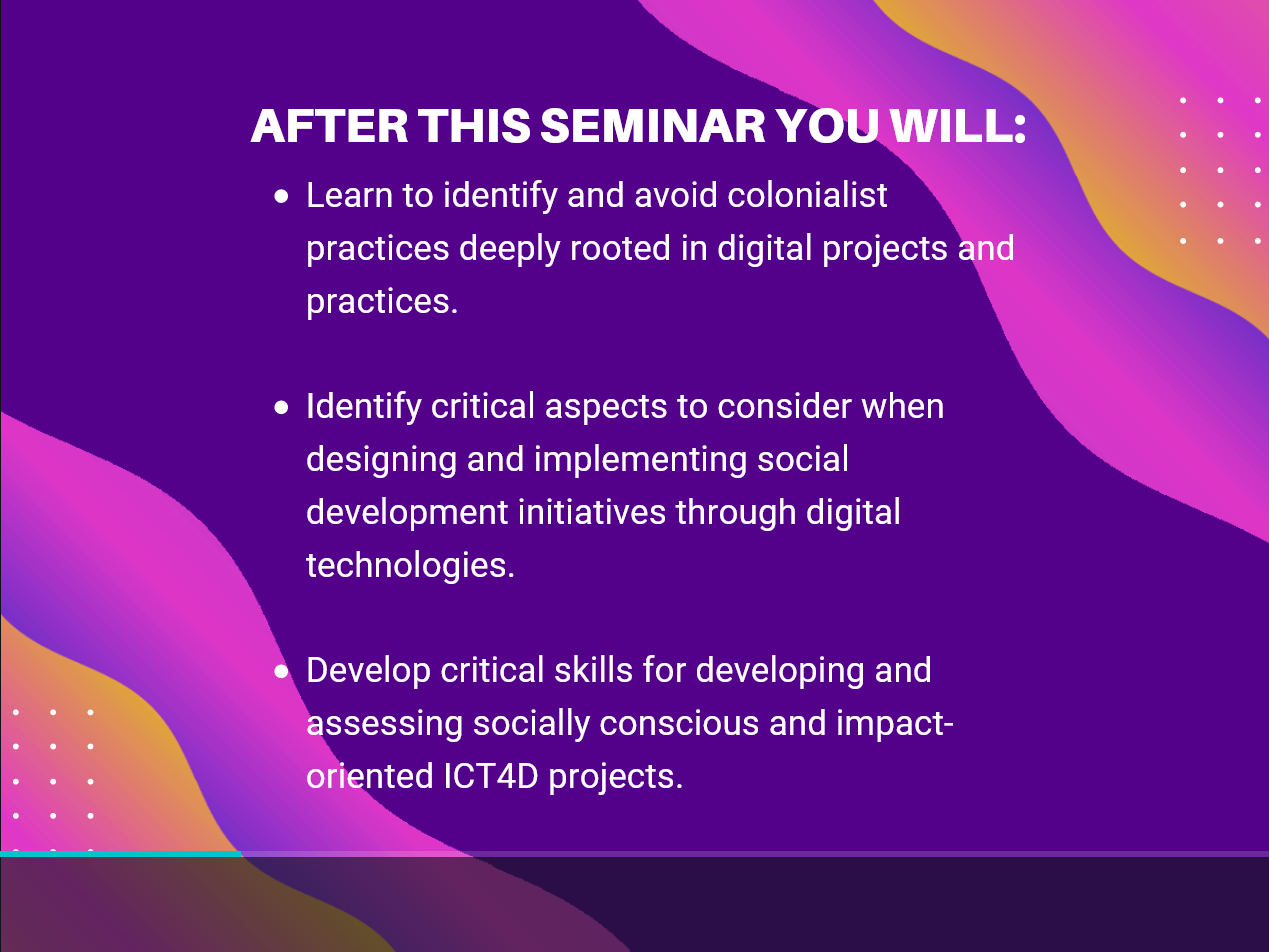 AFTER THIS SEMINAR YOU WILL:
• Learn to identify and avoid colonialist
practices deeply rooted in digital projects and
practices.
• Identify critical aspects to consider when
designing and implementing social
development initiatives through digital
technologies.
• Develop critical skills for developing and
assessing socially conscious and impact-
oriented ICT4D projects.